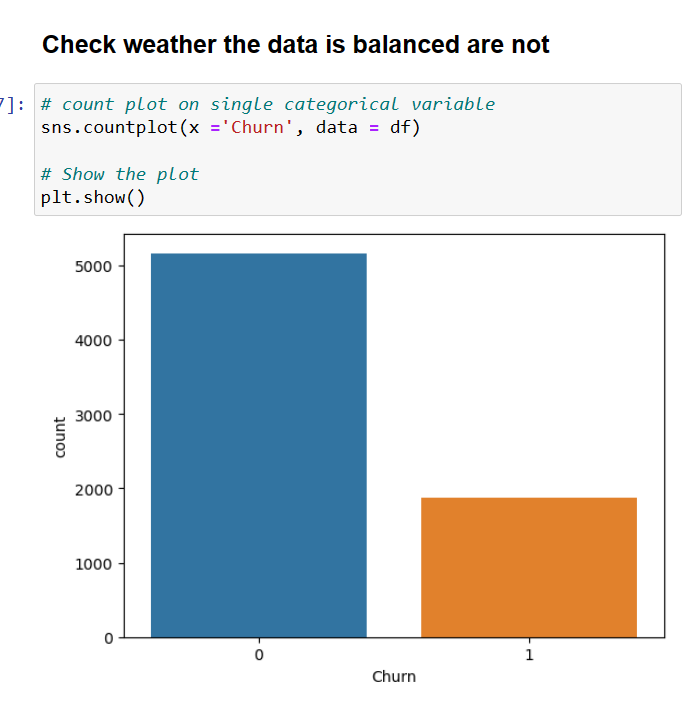 Check weather the data is balanced are not
7]: # count plot on single categorical variable
sns.countplot(x ='Churn', data = df)
# Show the plot
plt.show()
5000
4000
3000
2000
1000
0
count
0 1
Churn